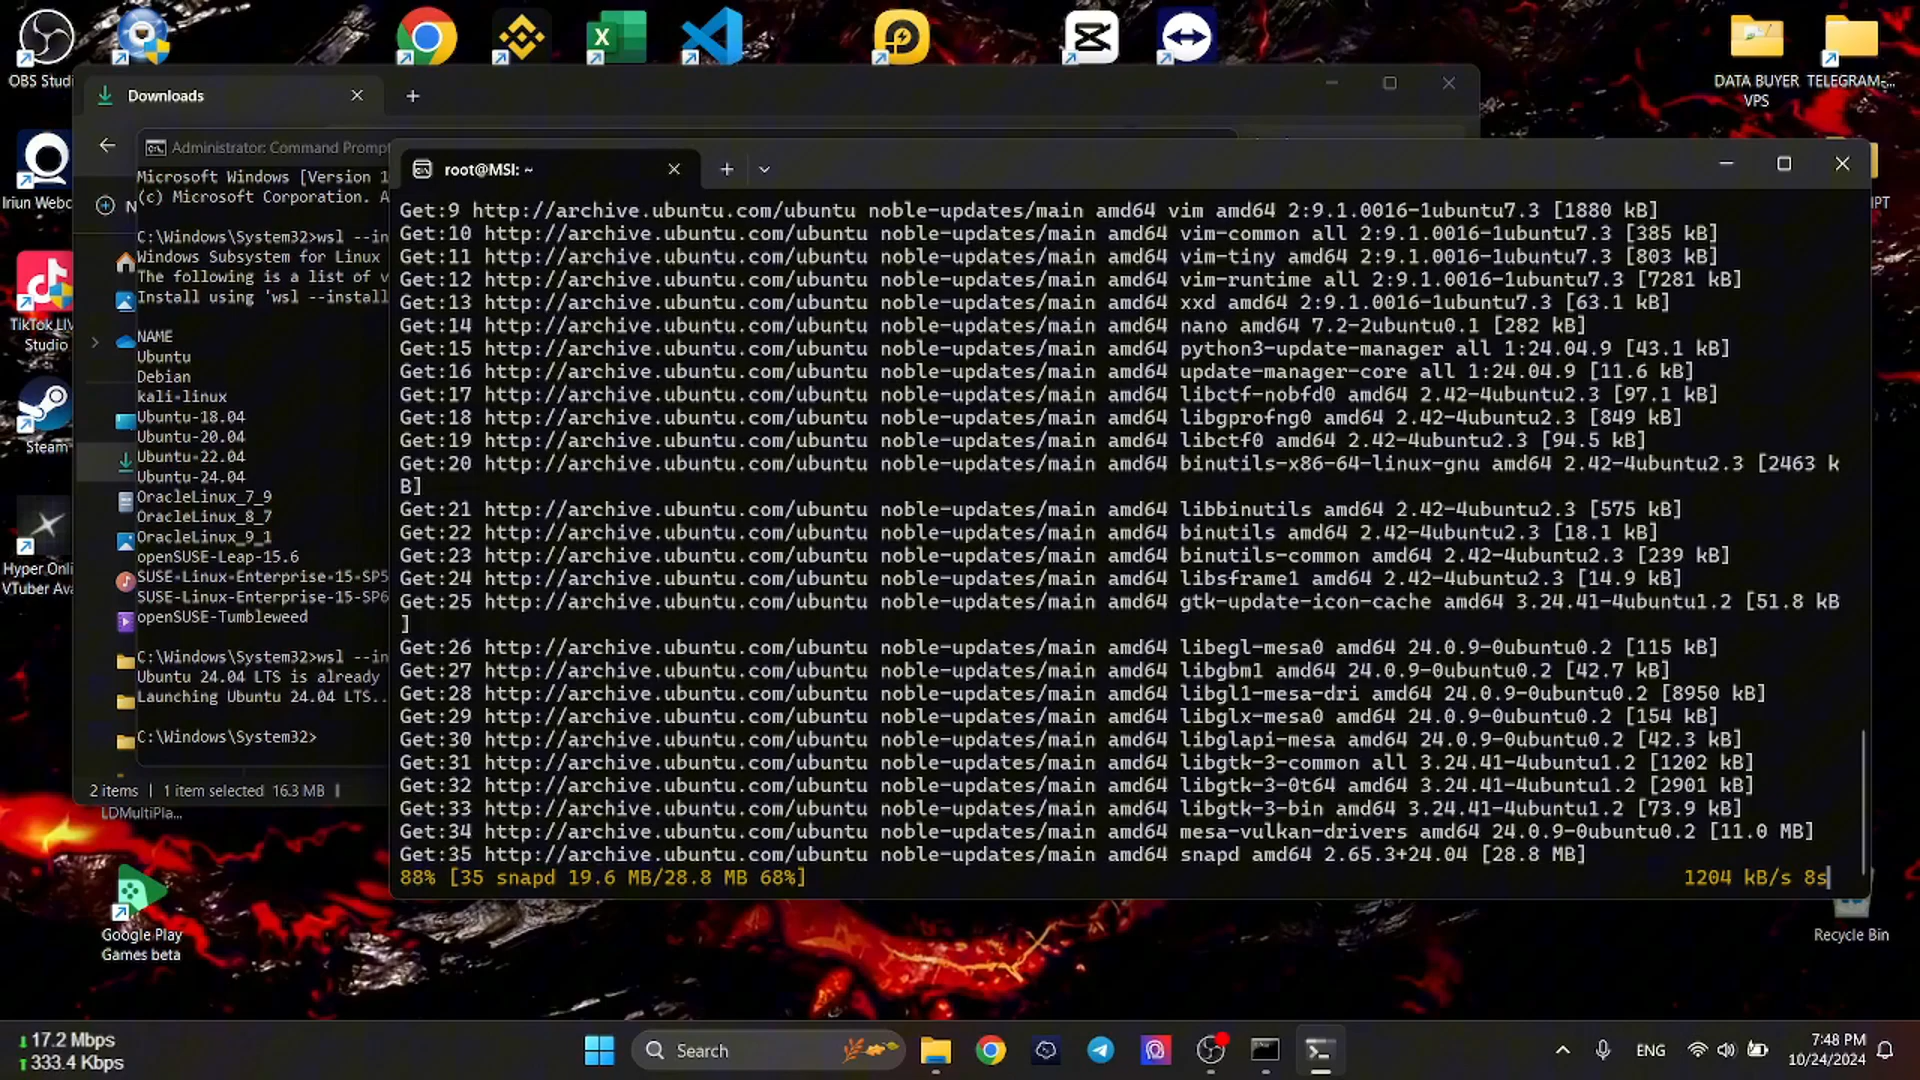 OBS Studi
DATA BUYER
VPS
TELEGRAM-...
Downloads
Administrator: Command Prompt
Microsoft Windows [Version 1
(c) Microsoft Corporation. A
C:\Windows\System32>wsl --in
Windows Subsystem for Linux
The following is a list of v
Install using 'wsl --install
NAME
Ubuntu
Debian
kali-linux
Ubuntu-18.04
Ubuntu-20.04
Ubuntu-22.04
Ubuntu-24.04
OracleLinux_7_9
OracleLinux_8_7
OracleLinux_9_1
openSUSE-Leap-15.6
SUSE-Linux-Enterprise-15-SP5
SUSE-Linux-Enterprise-15-SP6
openSUSE-Tumbleweed
C:\Windows\System32>wsl --in
Ubuntu 24.04 LTS is already
Launching Ubuntu 24.04 LTS..
C:\Windows\System32>
2 items | 1 item selected 16.3 MB |
root@MSI: ~
Get:9 http://archive.ubuntu.com/ubuntu noble-updates/main amd64 vim amd64 2:9.1.0016-1ubuntu7.3 [1880 kB]
Get:10 http://archive.ubuntu.com/ubuntu noble-updates/main amd64 vim-common all 2:9.1.0016-1ubuntu7.3 [385 kB]
Get:11 http://archive.ubuntu.com/ubuntu noble-updates/main amd64 vim-tiny amd64 2:9.1.0016-1ubuntu7.3 [803 kB]
Get:12 http://archive.ubuntu.com/ubuntu noble-updates/main amd64 vim-runtime all 2:9.1.0016-1ubuntu7.3 [7281 kB]
Get:13 http://archive.ubuntu.com/ubuntu noble-updates/main amd64 xxd amd64 2:9.1.0016-1ubuntu7.3 [63.1 kB]
Get:14 http://archive.ubuntu.com/ubuntu noble-updates/main amd64 nano amd64 7.2-2ubuntu0.1 [282 kB]
Get:15 http://archive.ubuntu.com/ubuntu noble-updates/main amd64 python3-update-manager all 1:24.04.9 [43.1 kB]
Get:16 http://archive.ubuntu.com/ubuntu noble-updates/main amd64 update-manager-core all 1:24.04.9 [11.6 kB]
Get:17 http://archive.ubuntu.com/ubuntu noble-updates/main amd64 libctf-nobfd0 amd64 2.42-4ubuntu2.3 [97.1 kB]
Get:18 http://archive.ubuntu.com/ubuntu noble-updates/main amd64 libgprofng0 amd64 2.42-4ubuntu2.3 [849 kB]
Get:19 http://archive.ubuntu.com/ubuntu noble-updates/main amd64 libctf0 amd64 2.42-4ubuntu2.3 [94.5 kB]
Get:20 http://archive.ubuntu.com/ubuntu noble-updates/main amd64 binutils-x86-64-linux-gnu amd64 2.42-4ubuntu2.3 [2463 k
B]
Get:21 http://archive.ubuntu.com/ubuntu noble-updates/main amd64 libbinutils amd64 2.42-4ubuntu2.3 [575 kB]
Get:22 http://archive.ubuntu.com/ubuntu noble-updates/main amd64 binutils amd64 2.42-4ubuntu2.3 [18.1 kB]
Get:23 http://archive.ubuntu.com/ubuntu noble-updates/main amd64 binutils-common amd64 2.42-4ubuntu2.3 [239 kB]
Get:24 http://archive.ubuntu.com/ubuntu noble-updates/main amd64 libsframe1 amd64 2.42-4ubuntu2.3 [14.9 kB]
Get:25 http://archive.ubuntu.com/ubuntu noble-updates/main amd64 gtk-update-icon-cache amd64 3.24.41-4ubuntu1.2 [51.8 kB
]
Get:26 http://archive.ubuntu.com/ubuntu noble-updates/main amd64 libegl-mesa0 amd64 24.0.9-0ubuntu0.2 [115 kB]
Get:27 http://archive.ubuntu.com/ubuntu noble-updates/main amd64 libgbm1 amd64 24.0.9-0ubuntu0.2 [42.7 kB]
Get:28 http://archive.ubuntu.com/ubuntu noble-updates/main amd64 libgl1-mesa-dri amd64 24.0.9-0ubuntu0.2 [8950 kB]
Get:29 http://archive.ubuntu.com/ubuntu noble-updates/main amd64 libglx-mesa0 amd64 24.0.9-0ubuntu0.2 [154 kB]
Get:30 http://archive.ubuntu.com/ubuntu noble-updates/main amd64 libglapi-mesa amd64 24.0.9-0ubuntu0.2 [42.3 kB]
Get:31 http://archive.ubuntu.com/ubuntu noble-updates/main amd64 libgtk-3-common all 3.24.41-4ubuntu1.2 [1202 kB]
Get:32 http://archive.ubuntu.com/ubuntu noble-updates/main amd64 libgtk-3-0t64 amd64 3.24.41-4ubuntu1.2 [2901 kB]
Get:33 http://archive.ubuntu.com/ubuntu noble-updates/main amd64 libgtk-3-bin amd64 3.24.41-4ubuntu1.2 [73.9 kB]
Get:34 http://archive.ubuntu.com/ubuntu noble-updates/main amd64 mesa-vulkan-drivers amd64 24.0.9-0ubuntu0.2 [11.0 MB]
Get:35 http://archive.ubuntu.com/ubuntu noble-updates/main amd64 snapd amd64 2.65.3+24.04 [28.8 MB]
88% [35 snapd 19.6 MB/28.8 MB 68%] 1204 kB/s 8s
Iriun Webc
TikTok LIV
Studio
Steam
Hyper Onli
VTuber Ava
LDMultiPla...
Google Play
Games beta
Recycle Bin
17.2 Mbps
333.4 Kbps
Search
ENG
7:48 PM
10/24/2024